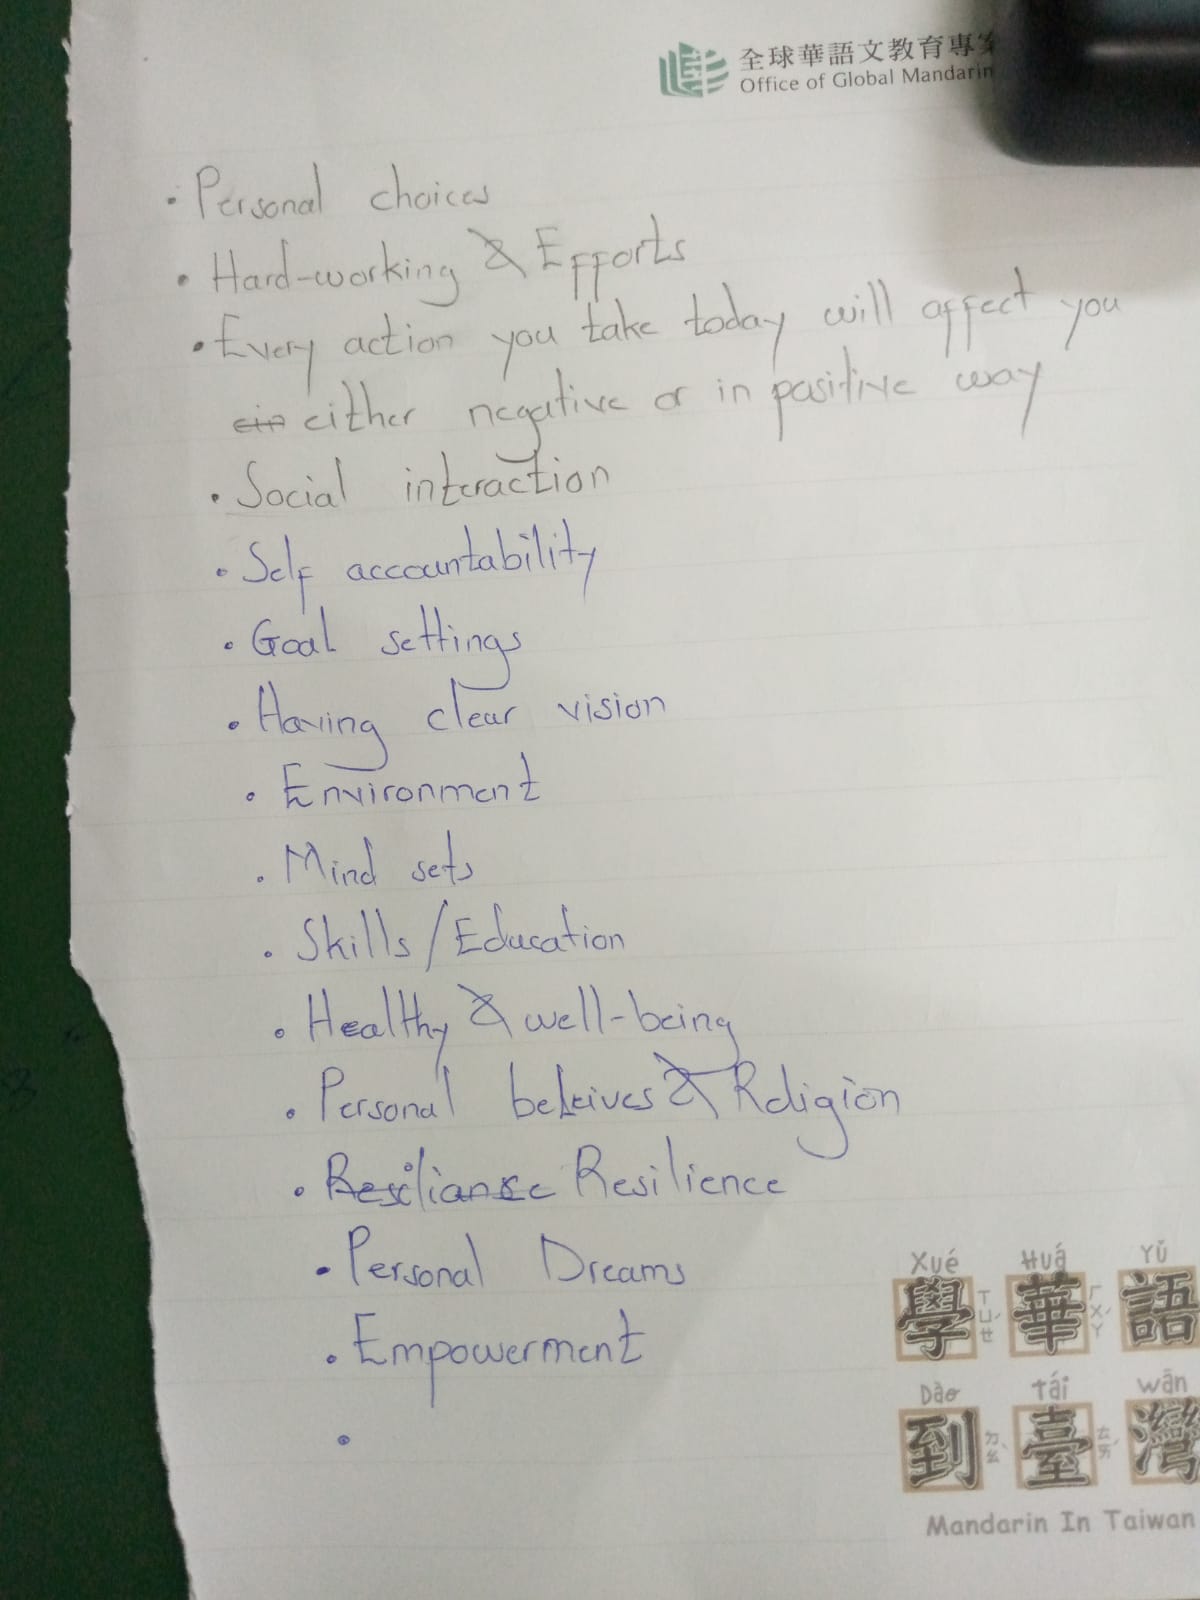 全球華語文教育專案
Office of Global Mandarin
• Personal choices
• Hard-working & Efforts
• Every action you take today will affect you
either negative or in positive way
• Social interaction
• Self accountability
• Goal settings
• Having clear vision
• Environment
• Mind sets
• Skills/Education
• Healthy & well-being
• Personal beleives & Religion
• Resilience
• Personal Dreams
• Empowerment
•
Xué Huá Yǔ
學 ㄒㄩㄝˊ 華 ㄏㄨㄚˊ 語
Dào tái wān
到 ㄉㄠˋ 臺 ㄊㄞˊ 灣
Mandarin In Taiwan